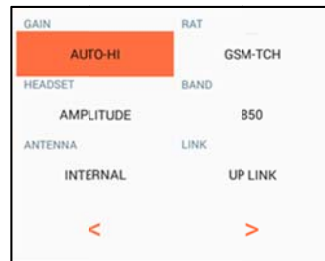 GAIN RAT
AUTO-HI GSM-TCH
HEADSET BAND
AMPLITUDE 850
ANTENNA LINK
INTERNAL UP LINK
< >